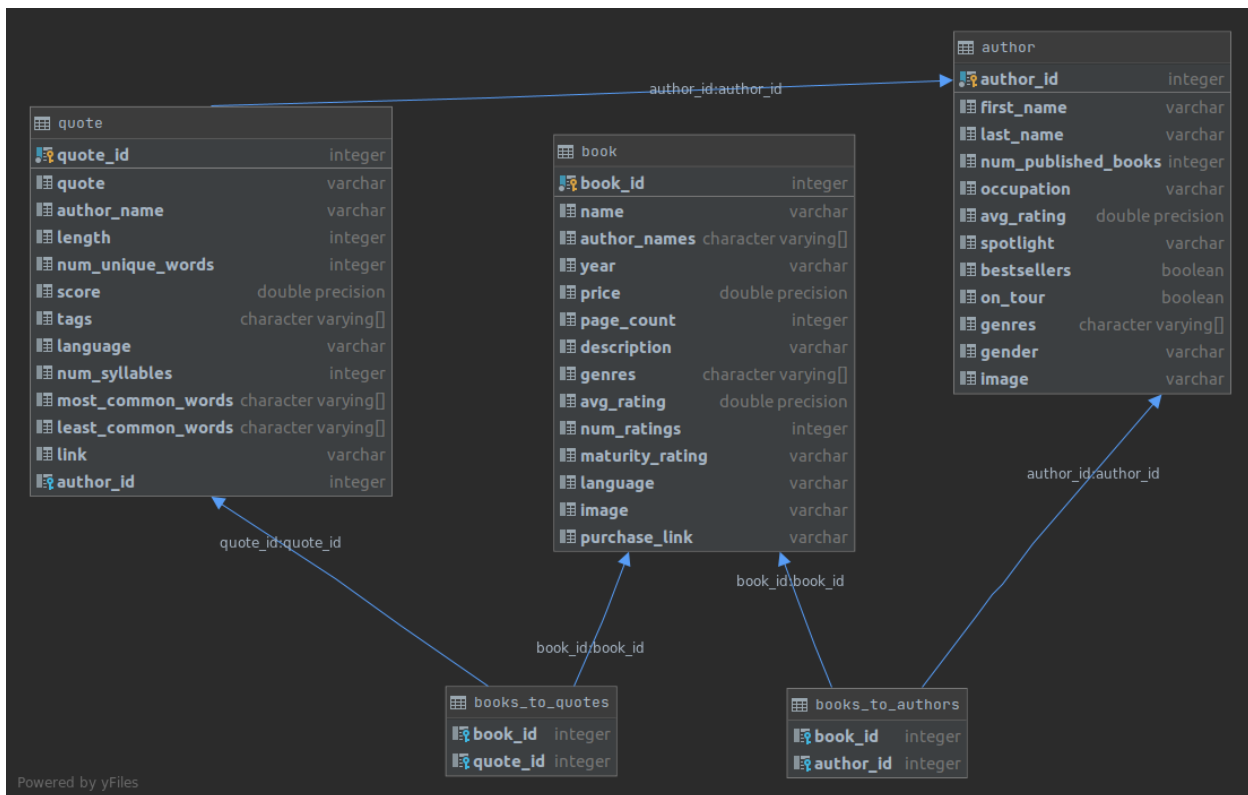 author
author_id integer
first_name varchar
last_name varchar
num_published_books integer
occupation varchar
avg_rating double precision
spotlight varchar
bestsellers boolean
on_tour boolean
genres character varying[]
gender varchar
image varchar
author_id:author_id
quote
quote_id integer
quote varchar
author_name varchar
length integer
num_unique_words integer
score double precision
tags character varying[]
language varchar
num_syllables integer
most_common_words character varying[]
least_common_words character varying[]
link varchar
author_id integer
book
book_id integer
name varchar
author_names character varying[]
year varchar
price double precision
page_count integer
description varchar
genres character varying[]
avg_rating double precision
num_ratings integer
maturity_rating varchar
language varchar
image varchar
purchase_link varchar
author_id:author_id
quote_id:quote_id
book_id:book_id
book_id:book_id
books_to_quotes
book_id integer
quote_id integer
books_to_authors
book_id integer
author_id integer
Powered by yFiles